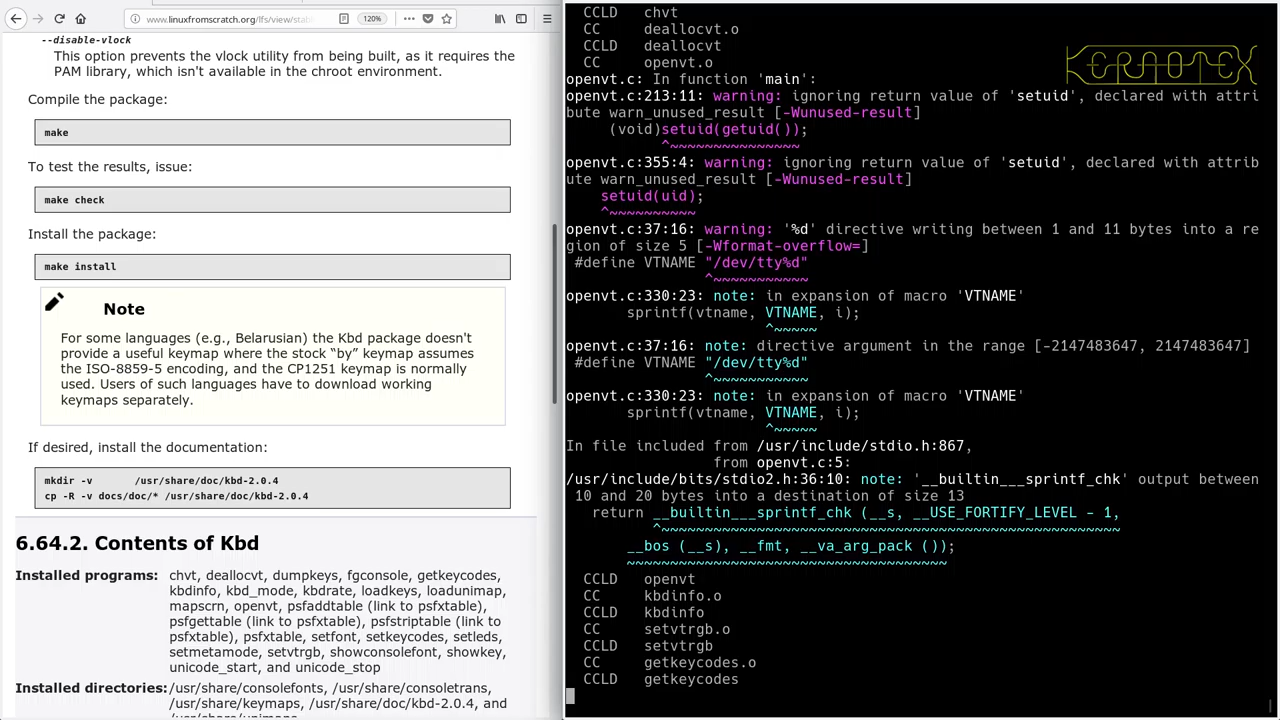 www.linuxfromscratch.org/lfs/view/stabl
120%
--disable-vlock
This option prevents the vlock utility from being built, as it requires the
PAM library, which isn't available in the chroot environment.
Compile the package:
make
To test the results, issue:
make check
Install the package:
make install
Note
For some languages (e.g., Belarusian) the Kbd package doesn't
provide a useful keymap where the stock “by” keymap assumes
the ISO-8859-5 encoding, and the CP1251 keymap is normally
used. Users of such languages have to download working
keymaps separately.
If desired, install the documentation:
mkdir -v       /usr/share/doc/kbd-2.0.4
cp -R -v docs/doc/* /usr/share/doc/kbd-2.0.4
6.64.2. Contents of Kbd
Installed programs: chvt, deallocvt, dumpkeys, fgconsole, getkeycodes,
kbdinfo, kbd_mode, kbdrate, loadkeys, loadunimap,
mapscrn, openvt, psfaddtable (link to psfxtable),
psfgettable (link to psfxtable), psfstriptable (link to
psfxtable), psfxtable, setfont, setkeycodes, setleds,
setmetamode, setvtrgb, showconsolefont, showkey,
unicode_start, and unicode_stop
Installed directories: /usr/share/consolefonts, /usr/share/consoletrans,
/usr/share/keymaps, /usr/share/doc/kbd-2.0.4, and
/usr/share/unimaps
CCLD   chvt
CC     deallocvt.o
CCLD   deallocvt
CC     openvt.o
openvt.c: In function 'main':
openvt.c:213:11: warning: ignoring return value of 'setuid', declared with attri
bute warn_unused_result [-Wunused-result]
(void)setuid(getuid());
^~~~~~~~~~~~~~~~
openvt.c:355:4: warning: ignoring return value of 'setuid', declared with attrib
ute warn_unused_result [-Wunused-result]
setuid(uid);
^~~~~~~~~~~
openvt.c:37:16: warning: '%d' directive writing between 1 and 11 bytes into a re
gion of size 5 [-Wformat-overflow=]
#define VTNAME "/dev/tty%d"
^~~~~~~~~~~~
openvt.c:330:23: note: in expansion of macro 'VTNAME'
sprintf(vtname, VTNAME, i);
^~~~~~
openvt.c:37:16: note: directive argument in the range [-2147483647, 2147483647]
#define VTNAME "/dev/tty%d"
^~~~~~~~~~~~
openvt.c:330:23: note: in expansion of macro 'VTNAME'
sprintf(vtname, VTNAME, i);
^~~~~~
In file included from /usr/include/stdio.h:867,
from openvt.c:5:
/usr/include/bits/stdio2.h:36:10: note: '__builtin___sprintf_chk' output between
10 and 20 bytes into a destination of size 13
return __builtin___sprintf_chk (__s, __USE_FORTIFY_LEVEL - 1,
^~~~~~~~~~~~~~~~~~~~~~~~~~~~~~~~~~~~~~~~~~~~~~~~~~~~~~
__bos (__s), __fmt, __va_arg_pack ());
~~~~~~~~~~~~~~~~~~~~~~~~~~~~~~~~~~~~~
CCLD   openvt
CC     kbdinfo.o
CCLD   kbdinfo
CC     setvtrgb.o
CCLD   setvtrgb
CC     getkeycodes.o
CCLD   getkeycodes